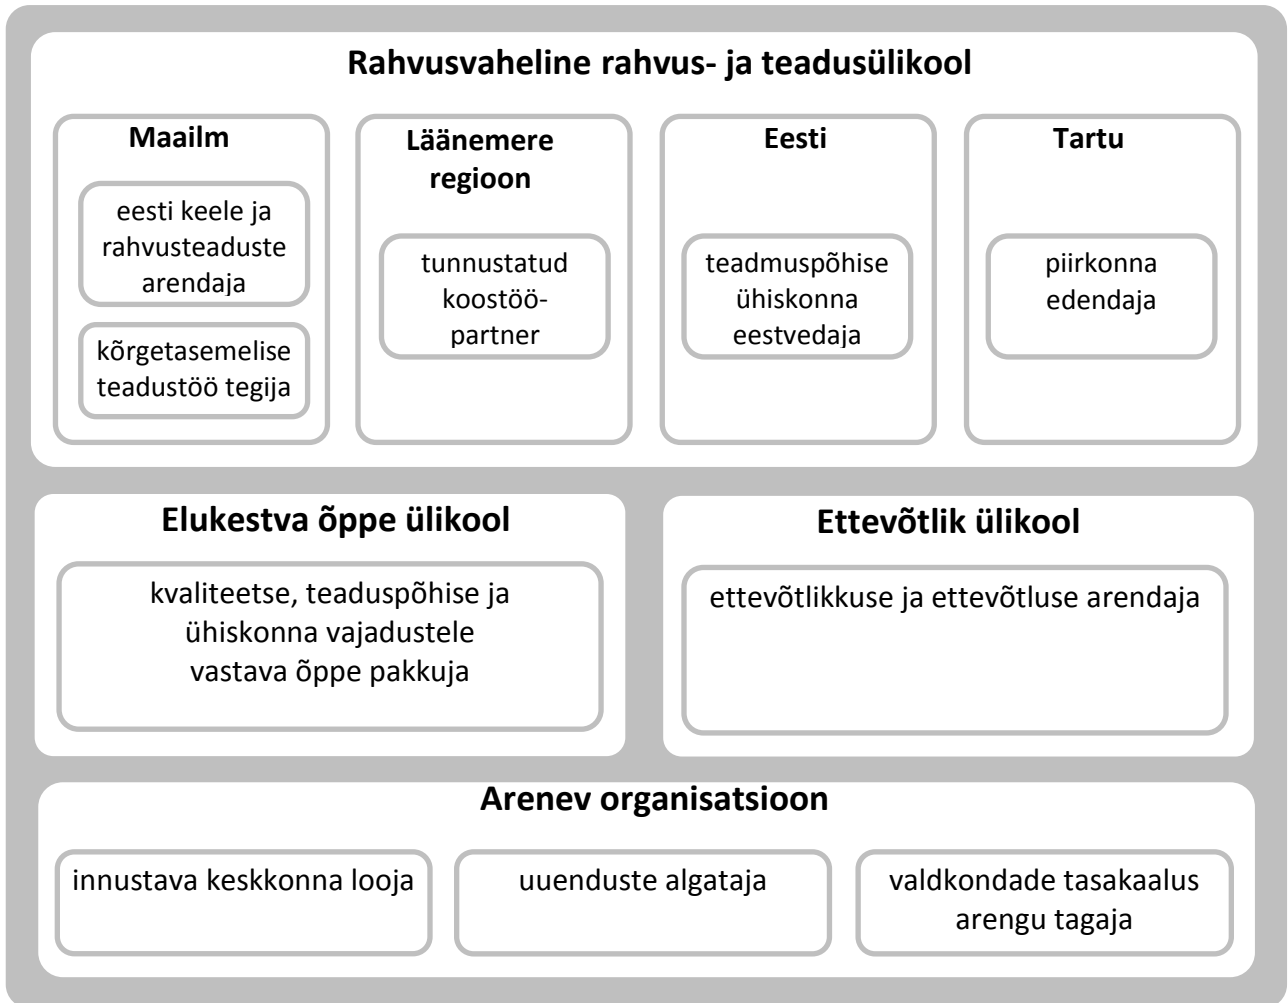 Rahvusvaheline rahvus- ja teadusülikool
Maailm
eesti keele ja
rahvusteaduste
arendaja
kõrgetasemelise
teadustöö tegija
Läänemere
regioon
tunnustatud
koostöö-
partner
Eesti
teadmuspõhise
ühiskonna
eestvedaja
Tartu
piirkonna
edendaja
Elukestva õppe ülikool
kvaliteetse, teaduspõhise ja
ühiskonna vajadustele
vastava õppe pakkuja
Ettevõtlik ülikool
ettevõtlikkuse ja ettevõtluse arendaja
Arenev organisatsioon
innustava keskkonna looja
uuenduste algataja
valdkondade tasakaalus
arengu tagaja